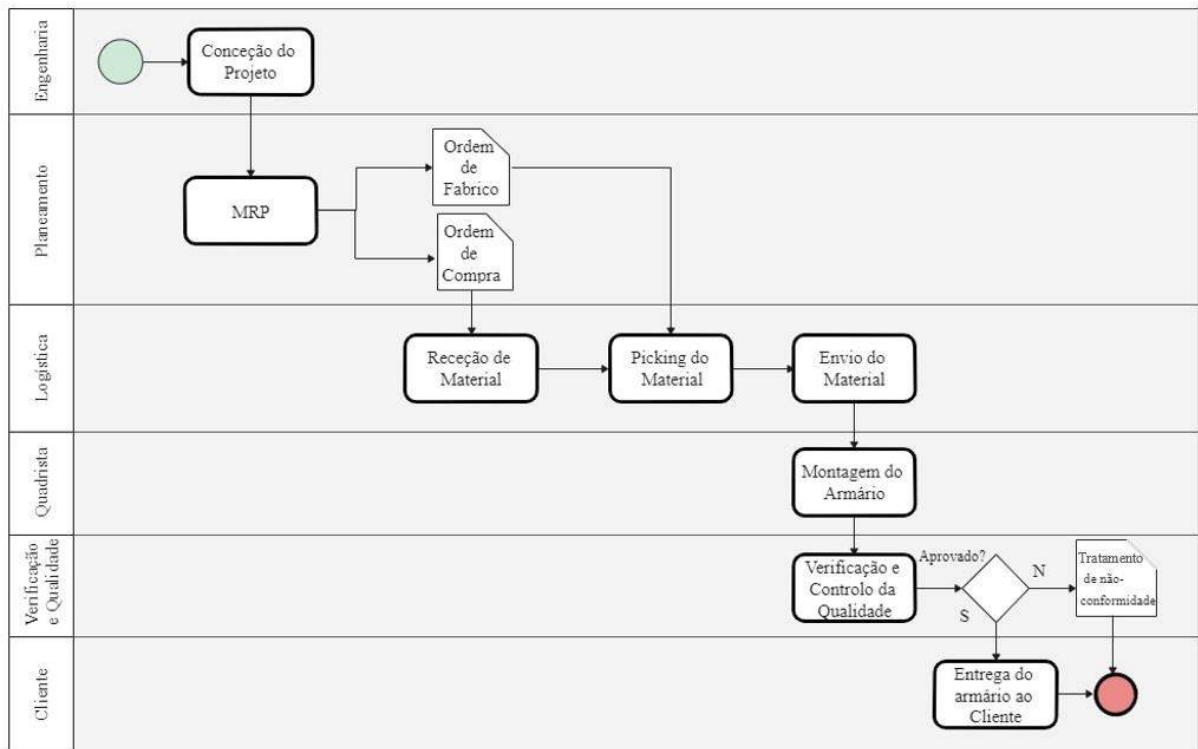 Engenharia
Conceção do
Projeto
Planeamento
MRP
Ordem
de
Fabrico
Ordem
de
Compra
Logística
Receção de
Material
Picking do
Material
Envio do
Material
Quadrista
Montagem do
Armário
Verificação
e Qualidade
Verificação e
Controlo da
Qualidade
Aprovado?
N
S
Tratamento
de não-
conformidade
Cliente
Entrega do
armário ao
Cliente